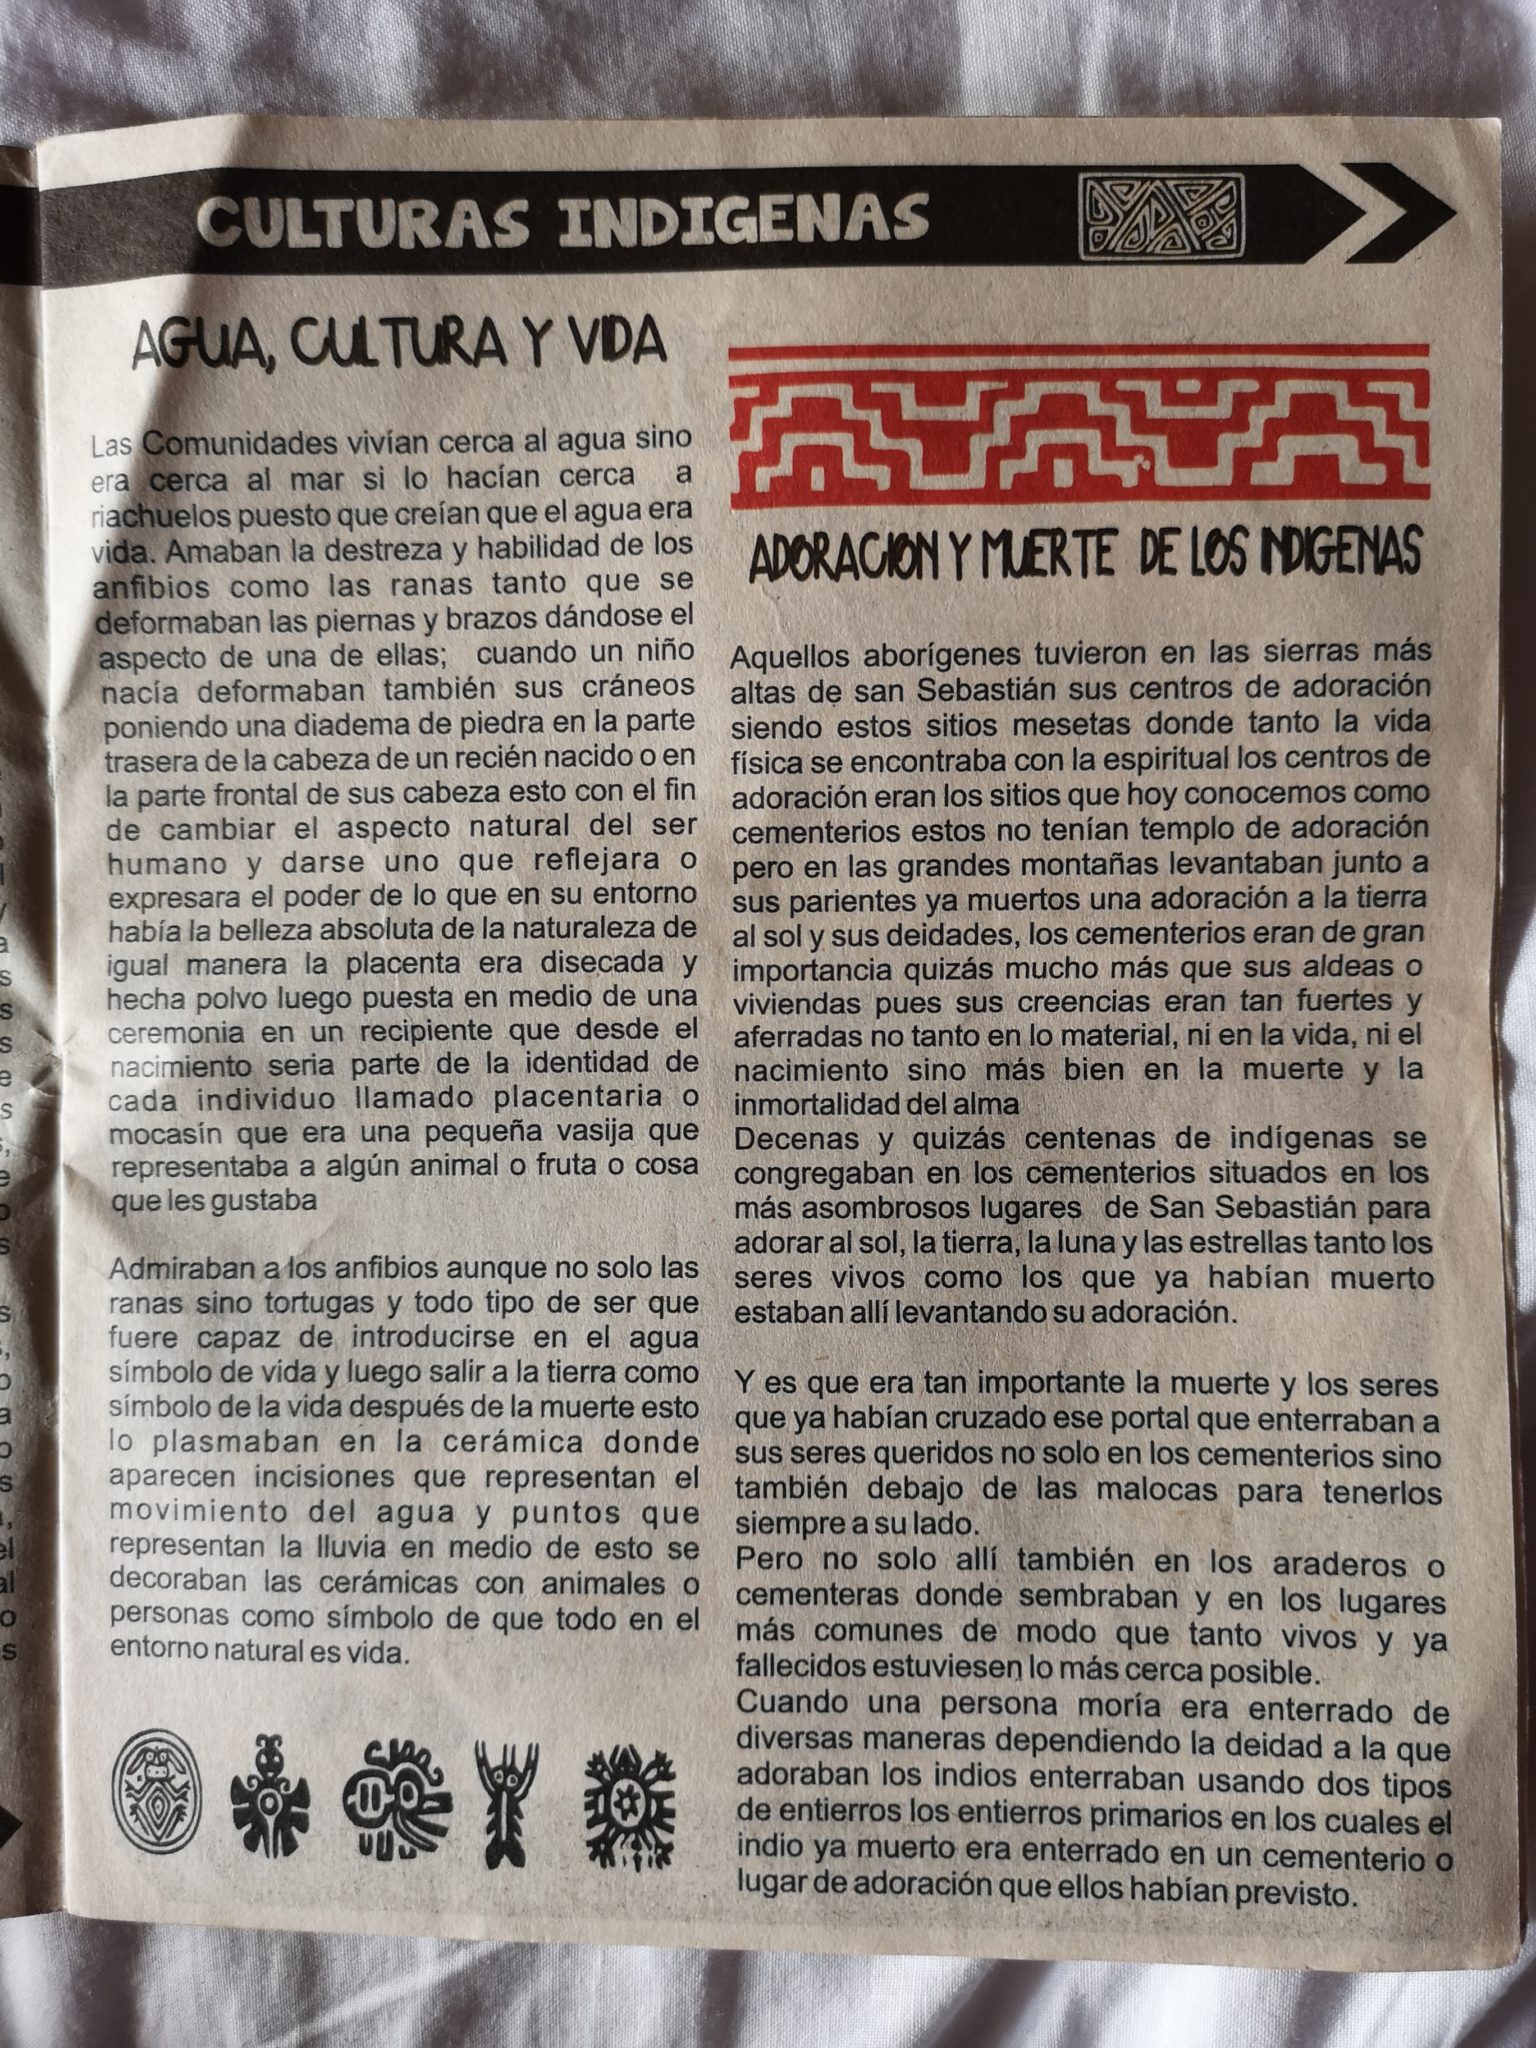 CULTURAS INDIGENAS
AGUA, CULTURA Y VIDA
Las Comunidades vivían cerca al agua sino
era cerca al mar si lo hacían cerca a
riachuelos puesto que creían que el agua era
vida. Amaban la destreza y habilidad de los
anfibios como las ranas tanto que se
deformaban las piernas y brazos dándose el
aspecto de una de ellas; cuando un niño
nacía deformaban también sus cráneos
poniendo una diadema de piedra en la parte
trasera de la cabeza de un recién nacido o en
la parte frontal de sus cabeza esto con el fin
de cambiar el aspecto natural del ser
humano y darse uno que reflejara o
expresara el poder de lo que en su entorno
había la belleza absoluta de la naturaleza de
igual manera la placenta era disecada y
hecha polvo luego puesta en medio de una
ceremonia en un recipiente que desde el
nacimiento seria parte de la identidad de
cada individuo llamado placentaria o
mocasín que era una pequeña vasija que
representaba a algún animal o fruta o cosa
que les gustaba
Admiraban a los anfibios aunque no solo las
ranas sino tortugas y todo tipo de ser que
fuere capaz de introducirse en el agua
símbolo de vida y luego salir a la tierra como
símbolo de la vida después de la muerte esto
lo plasmaban en la cerámica donde
aparecen incisiones que representan el
movimiento del agua y puntos que
representan la lluvia en medio de esto se
decoraban las cerámicas con animales o
personas como símbolo de que todo en el
entorno natural es vida.
ADORACION Y MUERTE DE LOS INDIGENAS
Aquellos aborígenes tuvieron en las sierras más
altas de san Sebastián sus centros de adoración
siendo estos sitios mesetas donde tanto la vida
física se encontraba con la espiritual los centros de
adoración eran los sitios que hoy conocemos como
cementerios estos no tenían templo de adoración
pero en las grandes montañas levantaban junto a
sus parientes ya muertos una adoración a la tierra
al sol y sus deidades, los cementerios eran de gran
importancia quizás mucho más que sus aldeas o
viviendas pues sus creencias eran tan fuertes y
aferradas no tanto en lo material, ni en la vida, ni el
nacimiento sino más bien en la muerte y la
inmortalidad del alma
Decenas y quizás centenas de indígenas se
congregaban en los cementerios situados en los
más asombrosos lugares de San Sebastián para
adorar al sol, la tierra, la luna y las estrellas tanto los
seres vivos como los que ya habían muerto
estaban allí levantando su adoración.
Y es que era tan importante la muerte y los seres
que ya habían cruzado ese portal que enterraban a
sus seres queridos no solo en los cementerios sino
también debajo de las malocas para tenerlos
siempre a su lado.
Pero no solo allí también en los araderos o
cementeras donde sembraban y en los lugares
más comunes de modo que tanto vivos y ya
fallecidos estuviesen lo más cerca posible.
Cuando una persona moría era enterrado de
diversas maneras dependiendo la deidad a la que
adoraban los indios enterraban usando dos tipos
de entierros los entierros primarios en los cuales el
indio ya muerto era enterrado en un cementerio o
lugar de adoración que ellos habían previsto.